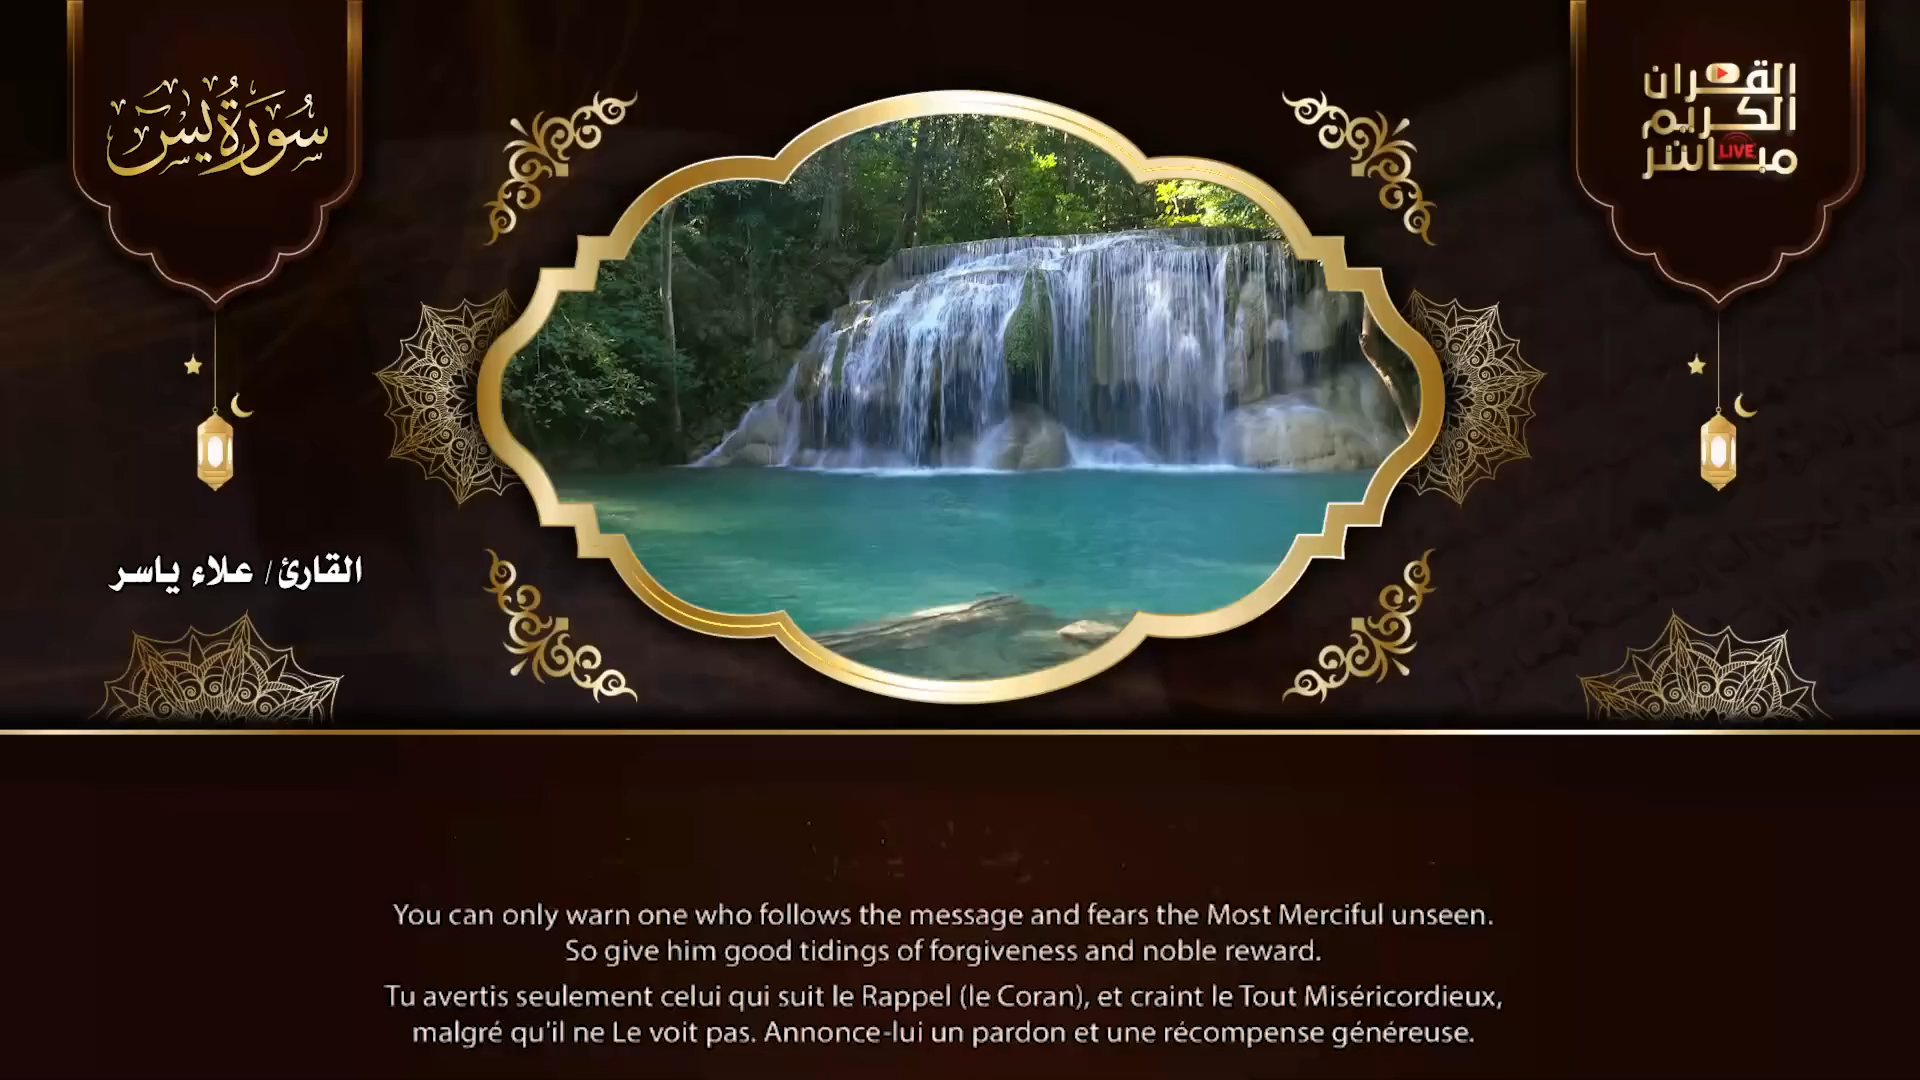 سُورَةُ يس
القرآن
الكريم
مباشر
LIVE
القارئ / علاء ياسر
You can only warn one who follows the message and fears the Most Merciful unseen.
So give him good tidings of forgiveness and noble reward.
Tu avertis seulement celui qui suit le Rappel (le Coran), et craint le Tout Miséricordieux,
malgré qu'il ne Le voit pas. Annonce-lui un pardon et une récompense généreuse.